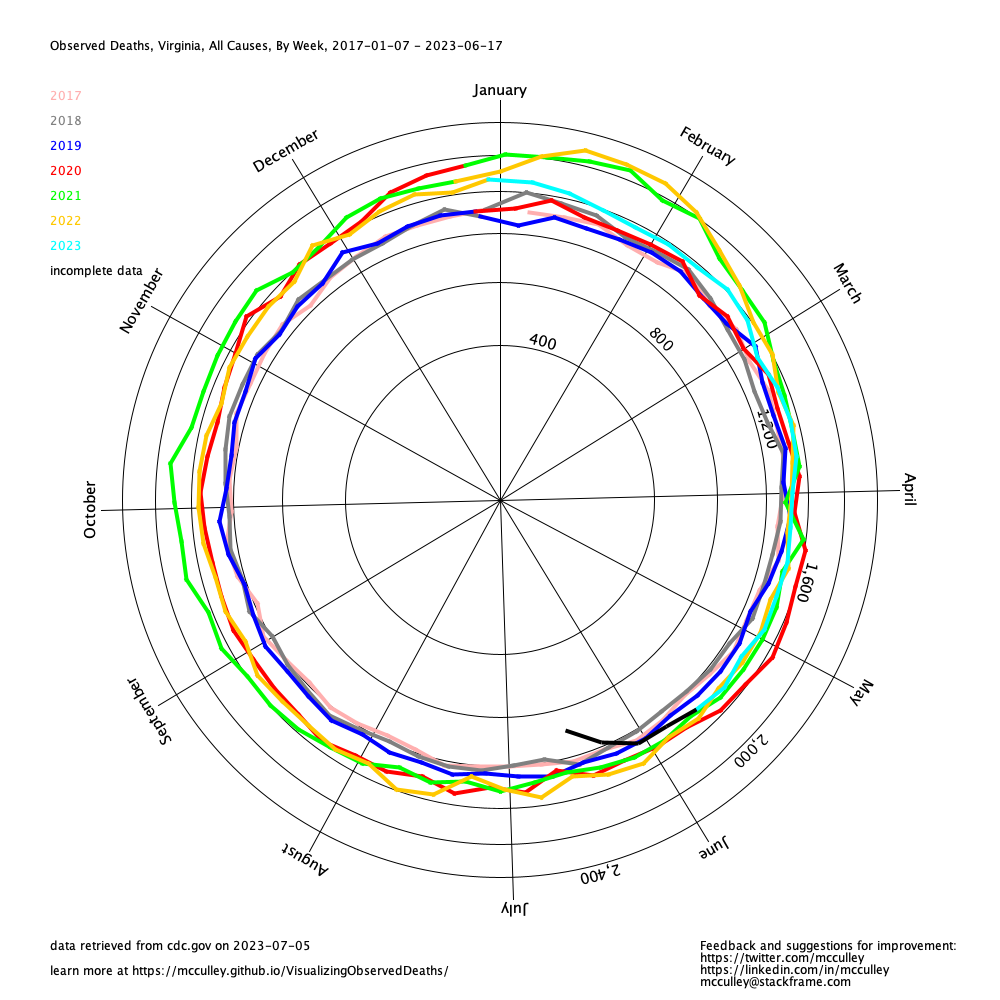 Observed Deaths, Virginia, All Causes, By Week, 2017-01-07 - 2023-06-17
2017
2018
2019
2020
2021
2022
2023
incomplete data
January
February
March
April
May
June
July
August
September
October
November
December
400
800
1,200
1,600
2,000
2,400
data retrieved from cdc.gov on 2023-07-05
learn more at https://mcculley.github.io/VisualizingObservedDeaths/
Feedback and suggestions for improvement:
https://twitter.com/mcculley
https://linkedin.com/in/mcculley
mcculley@stackframe.com